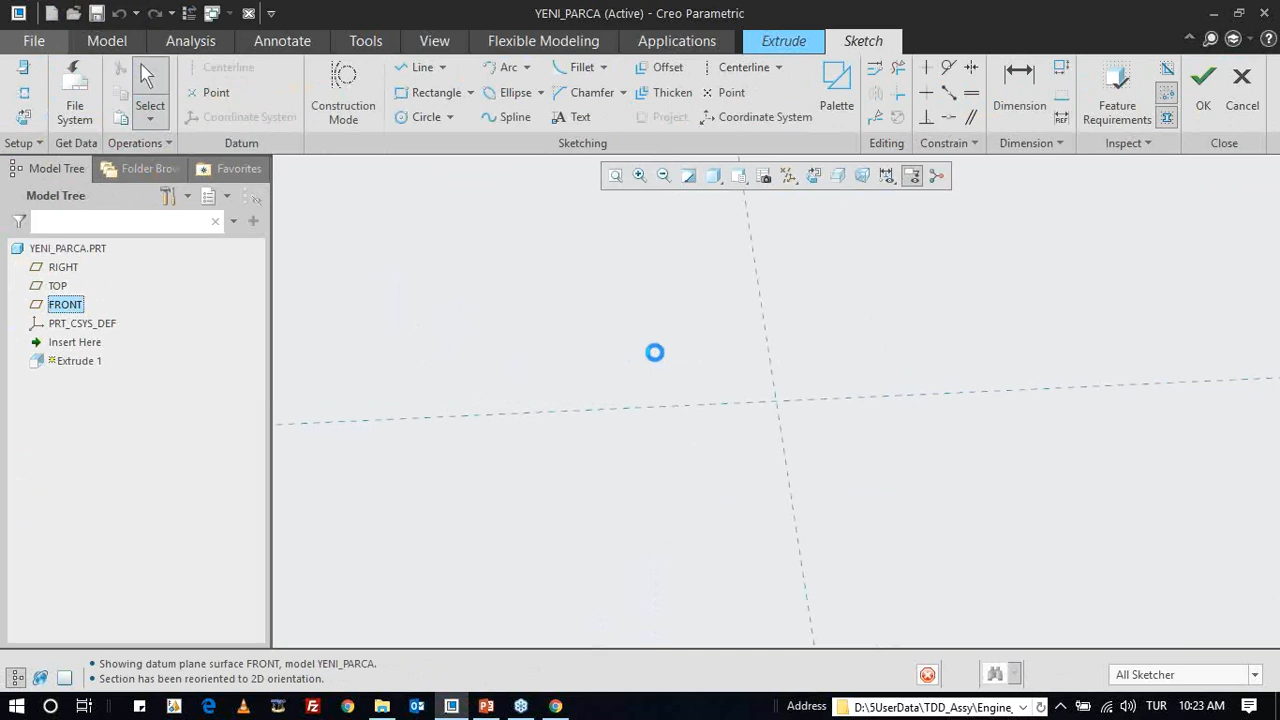 YENI_PARCA (Active) - Creo Parametric
File Model Analysis Annotate Tools View Flexible Modeling Applications Extrude Sketch
File System
Select
Centerline
Point
Coordinate System
Construction Mode
Line Arc Fillet Offset Centerline
Rectangle Ellipse Chamfer Thicken Point
Circle Spline Text Project Coordinate System
Palette
Dimension
Feature Requirements
OK Cancel
Setup Get Data Operations Datum Sketching Editing Constrain Dimension Inspect Close
REF
Model Tree Folder Brow Favorites
Model Tree
YENI_PARCA.PRT
RIGHT
TOP
FRONT
PRT_CSYS_DEF
Insert Here
Extrude 1
• Showing datum plane surface FRONT, model YENI_PARCA.
• Section has been reoriented to 2D orientation.
All Sketcher
Address D:\5UserData\TDD_Assy\Engine_ TUR 10:23 AM